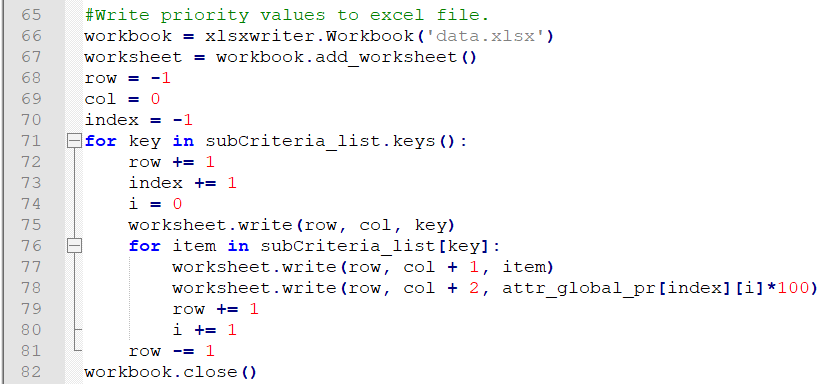 65 #Write priority values to excel file.
66 workbook = xlsxwriter.Workbook('data.xlsx')
67 worksheet = workbook.add_worksheet()
68 row = -1
69 col = 0
70 index = -1
71 for key in subCriteria_list.keys():
72     row += 1
73     index += 1
74     i = 0
75     worksheet.write(row, col, key)
76     for item in subCriteria_list[key]:
77         worksheet.write(row, col + 1, item)
78         worksheet.write(row, col + 2, attr_global_pr[index][i]*100)
79         row += 1
80         i += 1
81     row -= 1
82 workbook.close()